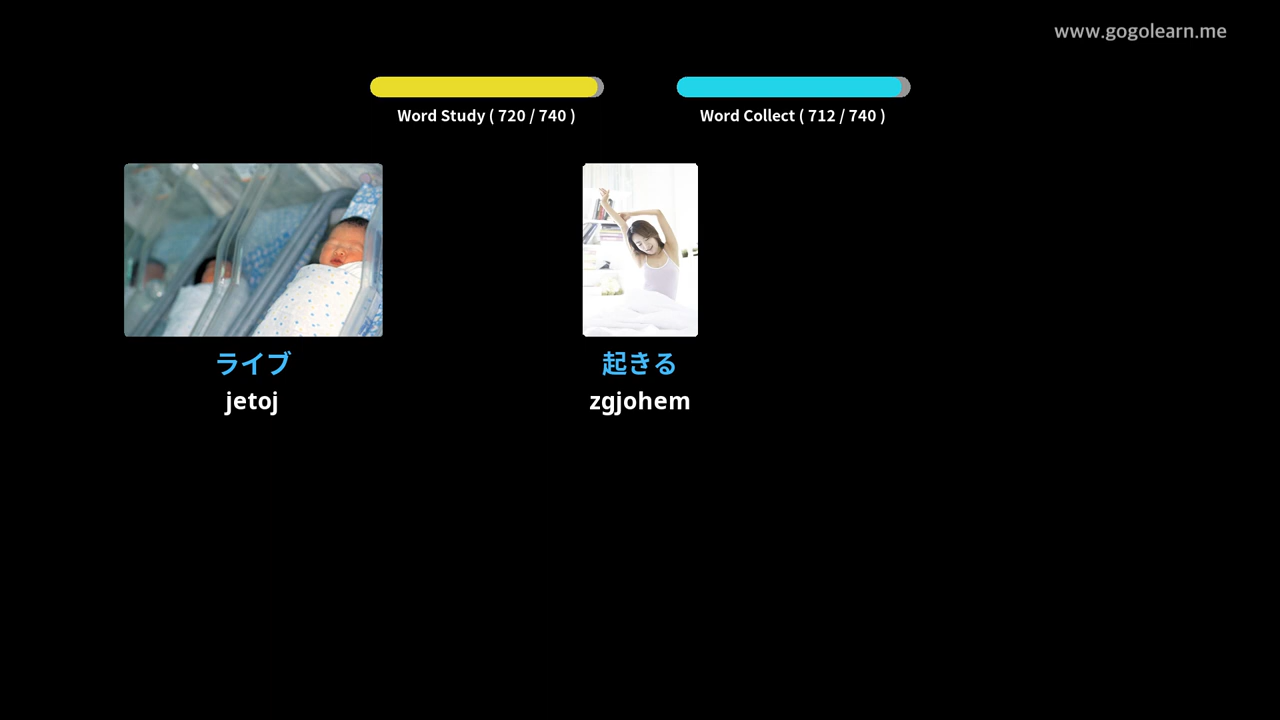 www.gogolearn.me
Word Study ( 720 / 740 )
Word Collect ( 712 / 740 )
ライブ
jetoj
起きる
zgjohem